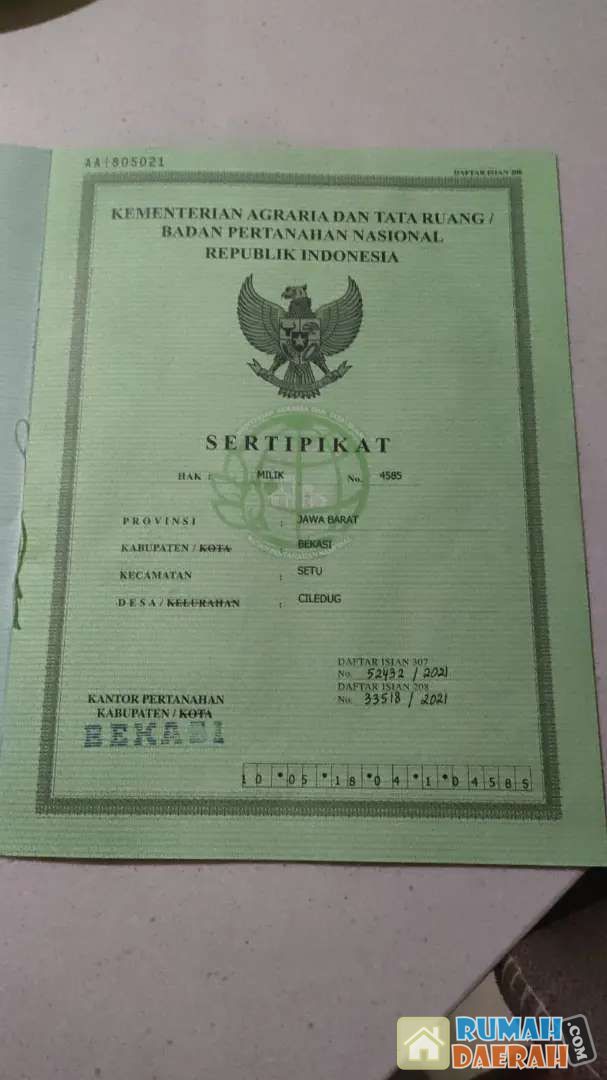 AA 805021
DAFTAR ISIAN 206
KEMENTERIAN AGRARIA DAN TATA RUANG /
BADAN PERTANAHAN NASIONAL
REPUBLIK INDONESIA
SERTIPIKAT
HAK : MILIK No. 4585
PROVINSI : JAWA BARAT
KABUPATEN / KOTA : BEKASI
KECAMATAN : SETU
DESA / KELURAHAN : CILEDUG
DAFTAR ISIAN 307
No. 52432 / 2021
DAFTAR ISIAN 208
No. 33518 / 2021
KANTOR PERTANAHAN
KABUPATEN / KOTA
BEKASI
10 * 05 * 18 * 04 * 1 * 04585
RUMAH
DAERAH
.COM